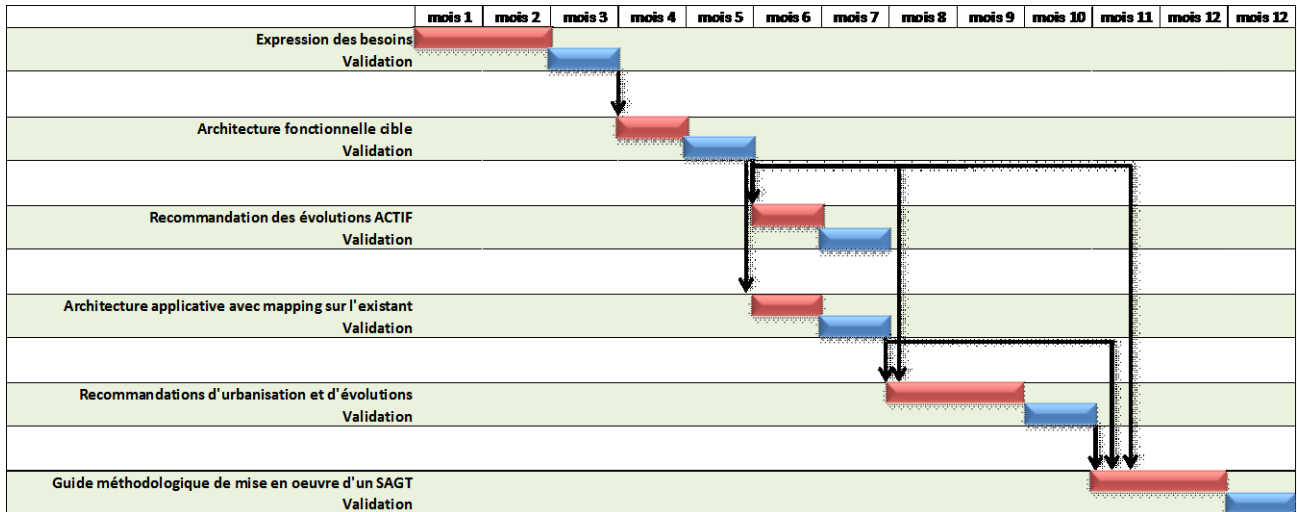 mois 1 mois 2 mois 3 mois 4 mois 5 mois 6 mois 7 mois 8 mois 9 mois 10 mois 11 mois 12 mois 12
Expression des besoins
Validation
Architecture fonctionnelle cible
Validation
Recommandation des évolutions ACTIF
Validation
Architecture applicative avec mapping sur l'existant
Validation
Recommandations d'urbanisation et d'évolutions
Validation
Guide méthodologique de mise en oeuvre d'un SAGT
Validation